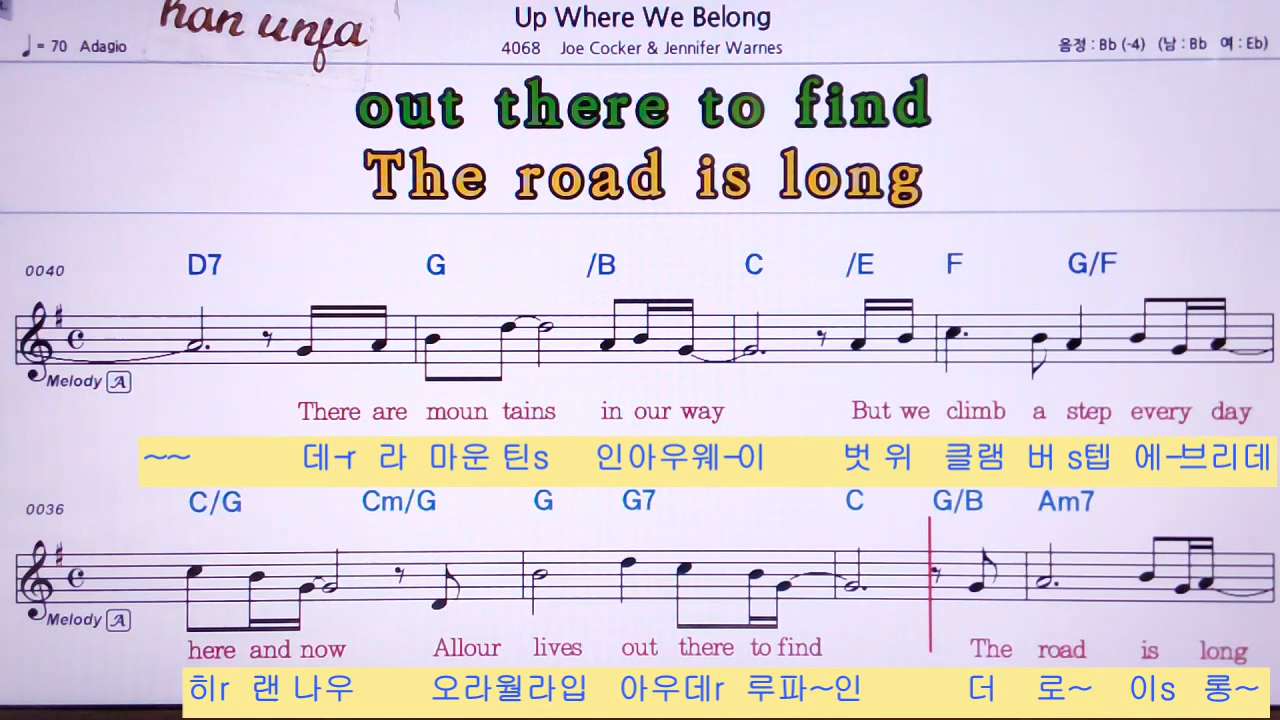 han unja
Up Where We Belong
♩ = 70 Adagio
4068 Joe Cocker & Jennifer Warnes
음정 : Bb (-4) (남 : Bb 여 : Eb)
out there to find
The road is long
0040 D7 G /B C /E F G/F
Melody A
There are moun tains in our way But we climb a step every day
~~ 데-r 라 마운 틴s 인아우웨-이 벗 위 클램 버 s텝 에-브리데
0036 C/G Cm/G G G7 C G/B Am7
Melody A
here and now Allour lives out there to find The road is long
히r 랜 나우 오라월라입 아우데r 루파~인 더 로~ 이s 롱~